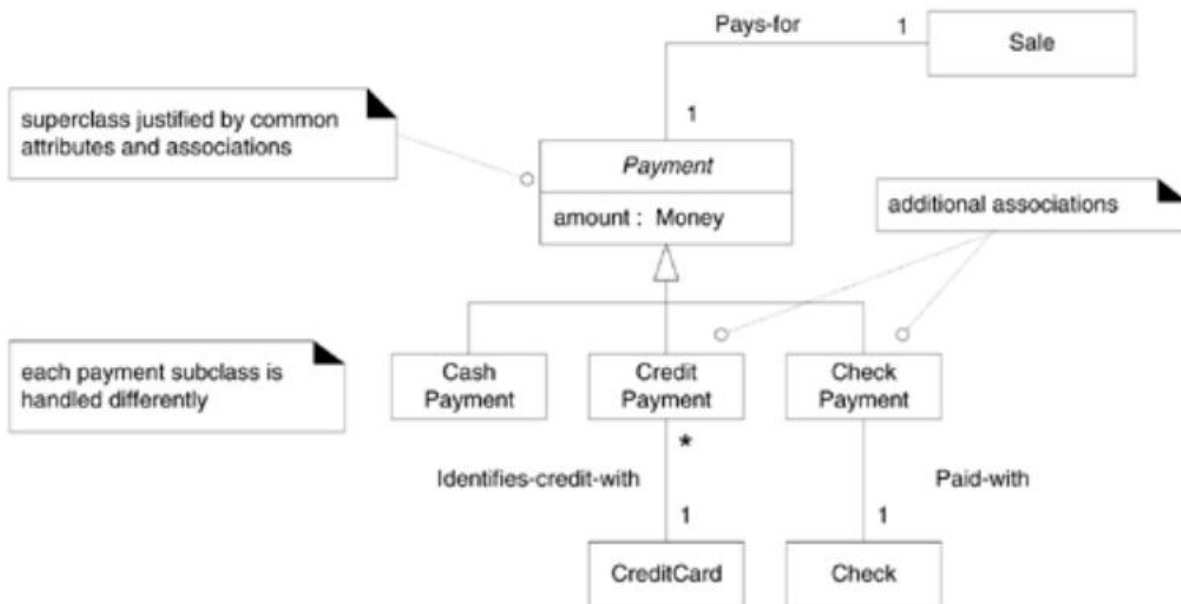 Pays-for
1
Sale
superclass justified by common
attributes and associations
1
Payment
amount : Money
additional associations
each payment subclass is
handled differently
Cash
Payment
Credit
Payment
Check
Payment
*
Identifies-credit-with
Paid-with
1
1
CreditCard
Check